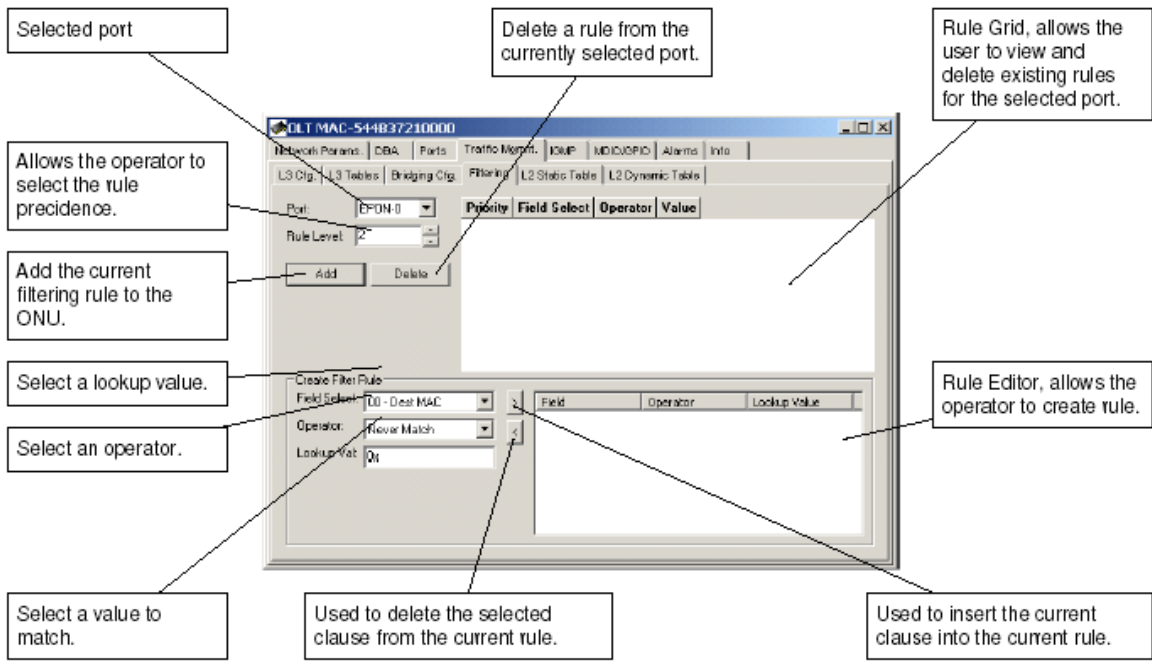 Selected port
Delete a rule from the
currently selected port.
Rule Grid, allows the
user to view and
delete existing rules
for the selected port.
Allows the operator to
select the rule
precidence.
Add the current
filtering rule to the
ONU.
Select a lookup value.
Select an operator.
Select a value to
match.
Used to delete the selected
clause from the current rule.
Used to insert the current
clause into the current rule.
Rule Editor, allows the
operator to create rule.
OLT MAC-544B37210000
Network Params. DBA Ports Traffic Mgmt. IGMP MDIO/GPIO Alarms Info
L3 Cfg. L3 Tables Bridging Cfg. Filtering L2 Static Table L2 Dynamic Table
Port: EPON-0
Priority Field Select Operator Value
Rule Level: 2
Add Delete
Create Filter Rule
Field Select: 00 - Dest MAC >
Field Operator Lookup Value
Operator: Never Match <
Lookup Val: 0x